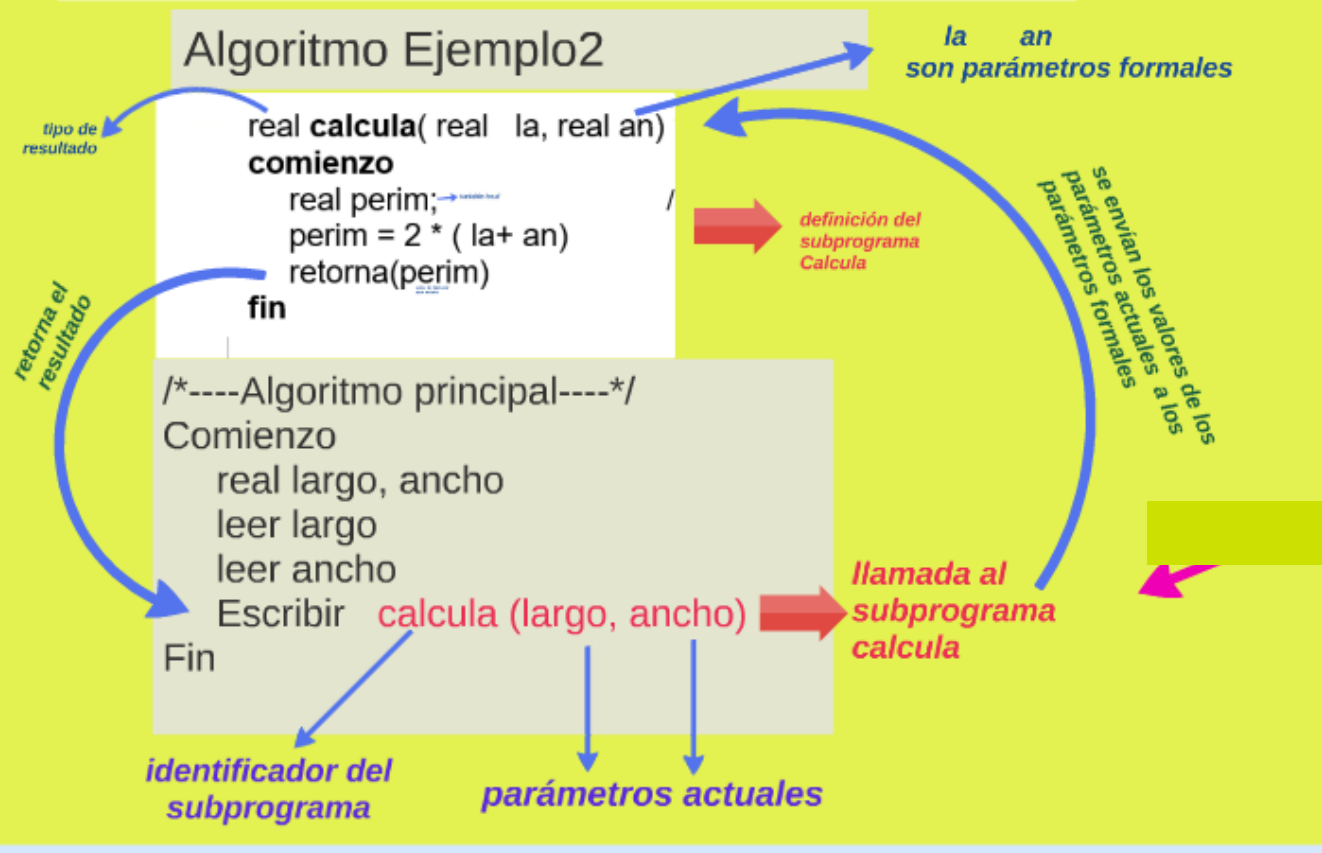 Algoritmo Ejemplo2
la an
son parámetros formales
tipo de
resultado
real calcula( real la, real an)
comienzo
real perim;
/
perim = 2 * ( la+ an)
retorna(perim)
fin
definición del
subprograma
Calcula
se envían los valores de los
parámetros actuales a los
parámetros formales
retorna el
resultado
/*----Algoritmo principal----*/
Comienzo
real largo, ancho
leer largo
leer ancho
Escribir calcula (largo, ancho)
Fin
llamada al
subprograma
calcula
identificador del
subprograma
parámetros actuales